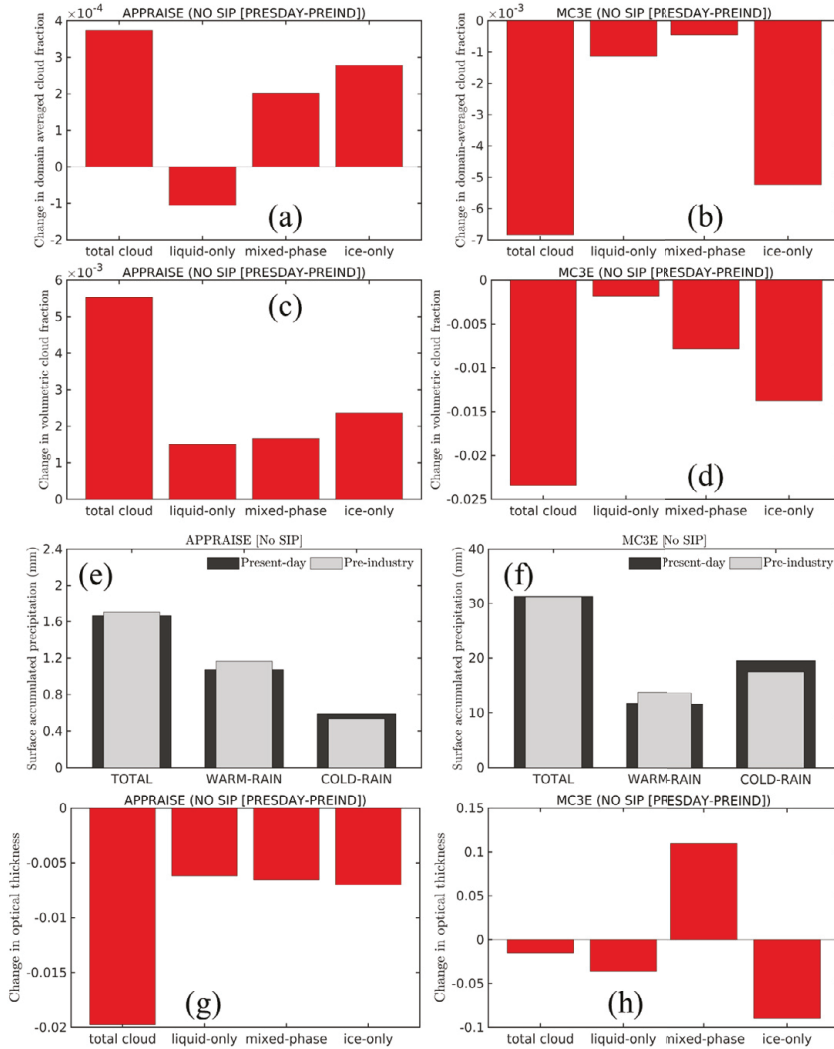 ×10⁻⁴ APPRAISE (NO SIP [PRESDAY-PREIND])
Change in domain averaged cloud fraction
4
3
2
1
0
-1
-2
(a)
total cloud liquid-only mixed-phase ice-only
×10⁻³ MC3E (NO SIP [PRESDAY-PREIND])
Change in domain-averaged cloud fraction
0
-1
-2
-3
-4
-5
-6
-7
(b)
total cloud liquid-only mixed-phase ice-only
×10⁻³ APPRAISE (NO SIP [PRESDAY-PREIND])
Change in volumetric cloud fraction
6
5
4
3
2
1
0
(c)
total cloud liquid-only mixed-phase ice-only
MC3E (NO SIP [PRESDAY-PREIND])
Change in volumetric cloud fraction
0
-0.005
-0.01
-0.015
-0.02
-0.025
(d)
total cloud liquid-only mixed-phase ice-only
APPRAISE [No SIP]
Surface accumulated precipitation (mm)
2.4
2
1.6
1.2
0.8
0.4
0
(e)
Present-day Pre-industry
TOTAL WARM-RAIN COLD-RAIN
MC3E [No SIP]
Surface accumulated precipitation (mm)
40
30
20
10
0
(f)
Present-day Pre-industry
TOTAL WARM-RAIN COLD-RAIN
APPRAISE (NO SIP [PRESDAY-PREIND])
Change in optical thickness
0
-0.005
-0.01
-0.015
-0.02
(g)
total cloud liquid-only mixed-phase ice-only
MC3E (NO SIP [PRESDAY-PREIND])
Change in optical thickness
0.15
0.1
0.05
0
-0.05
-0.1
(h)
total cloud liquid-only mixed-phase ice-only